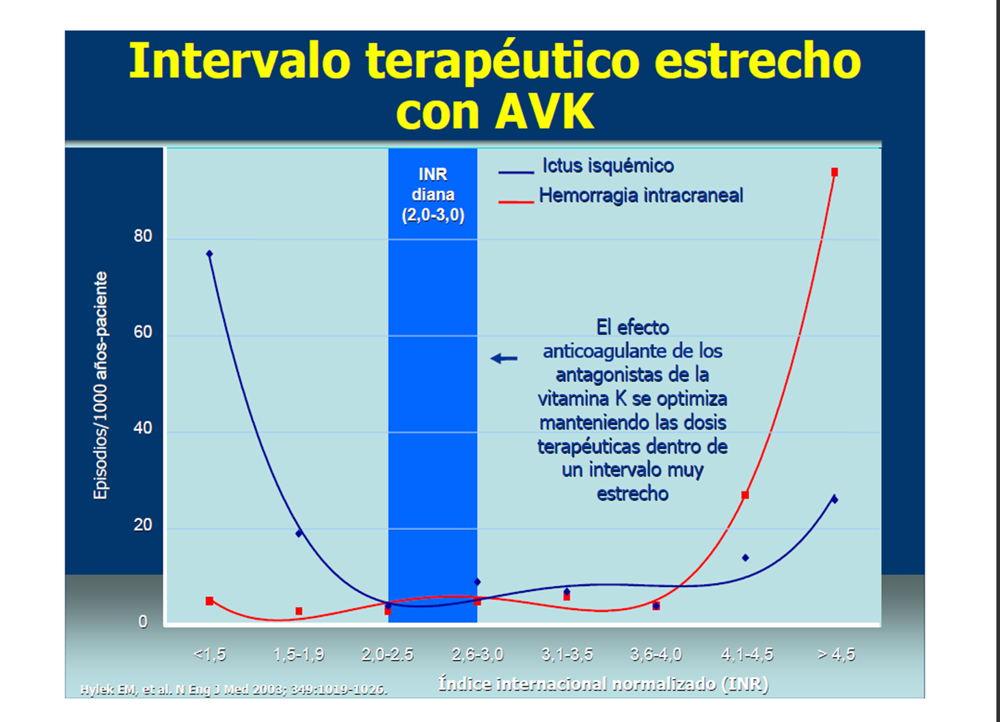 Intervalo terapéutico estrecho
con AVK
INR
diana
(2,0-3,0)
Ictus isquémico
Hemorragia intracraneal
80
60
40
20
0
Episodios/1000 años-paciente
El efecto
anticoagulante de los
antagonistas de la
vitamina K se optimiza
manteniendo las dosis
terapéuticas dentro de
un intervalo muy
estrecho
<1,5 1,5-1,9 2,0-2.5 2,6-3,0 3,1-3,5 3,6-4,0 4,1-4,5 > 4,5
Índice internacional normalizado (INR)
Hylek EM, et al. N Eng J Med 2003; 349:1019-1026.